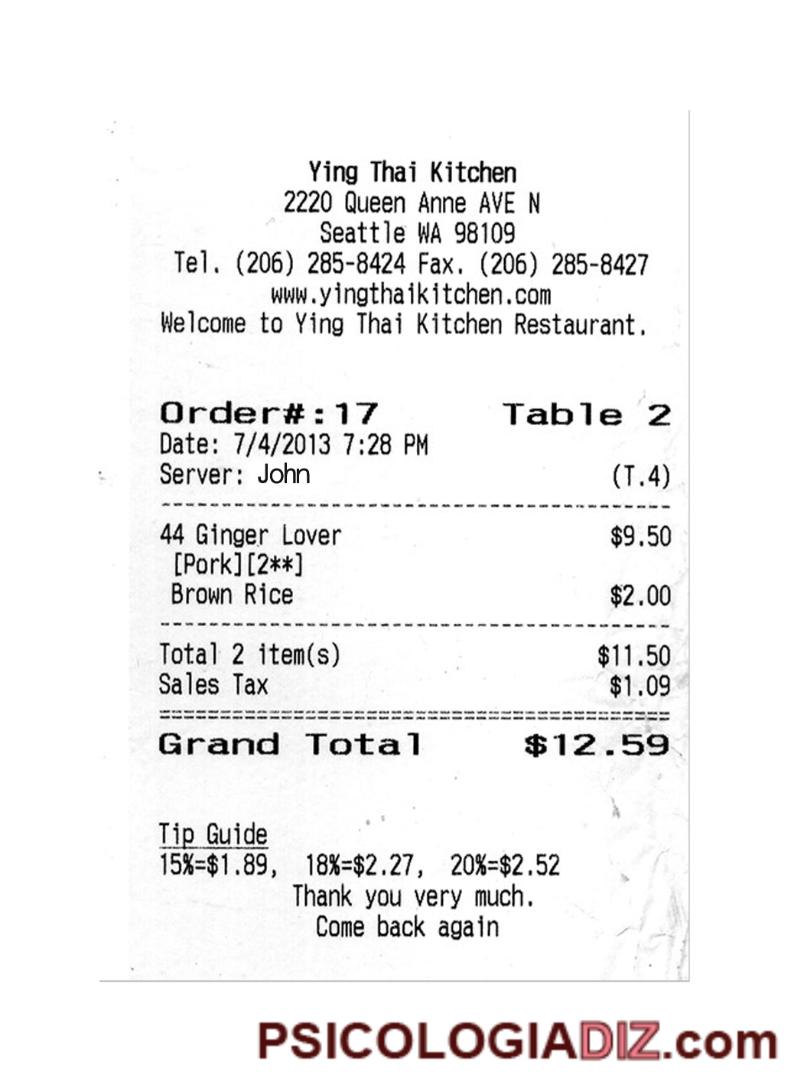 Ying Thai Kitchen
2220 Queen Anne AVE N
Seattle WA 98109
Tel. (206) 285-8424 Fax. (206) 285-8427
www.yingthaikitchen.com
Welcome to Ying Thai Kitchen Restaurant.
Order#:17 Table 2
Date: 7/4/2013 7:28 PM
Server: John (T.4)
44 Ginger Lover $9.50
[Pork][2**]
Brown Rice $2.00
Total 2 item(s) $11.50
Sales Tax $1.09
Grand Total $12.59
Tip Guide
15%=$1.89, 18%=$2.27, 20%=$2.52
Thank you very much.
Come back again
PSICOLOGIADIZ.com